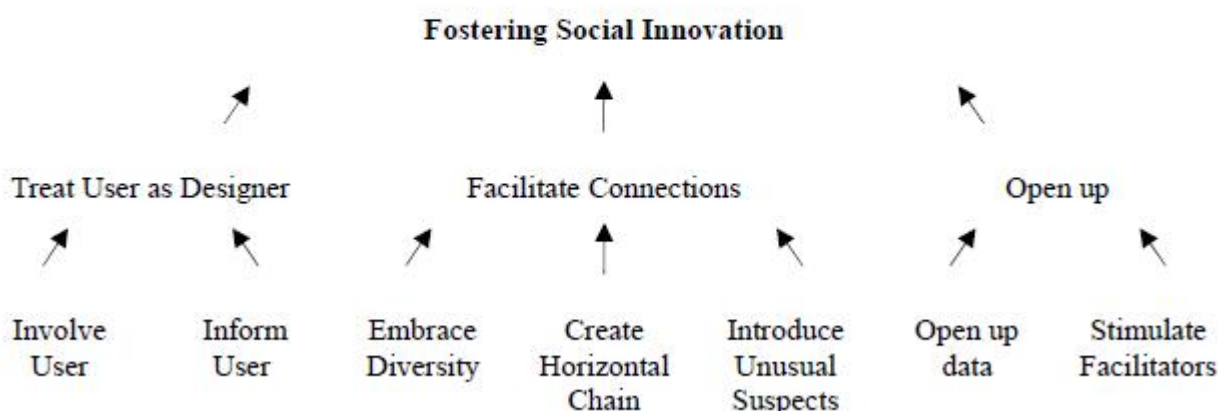 Fostering Social Innovation
Treat User as Designer
Facilitate Connections
Open up
Involve
User
Inform
User
Embrace
Diversity
Create
Horizontal
Chain
Introduce
Unusual
Suspects
Open up
data
Stimulate
Facilitators